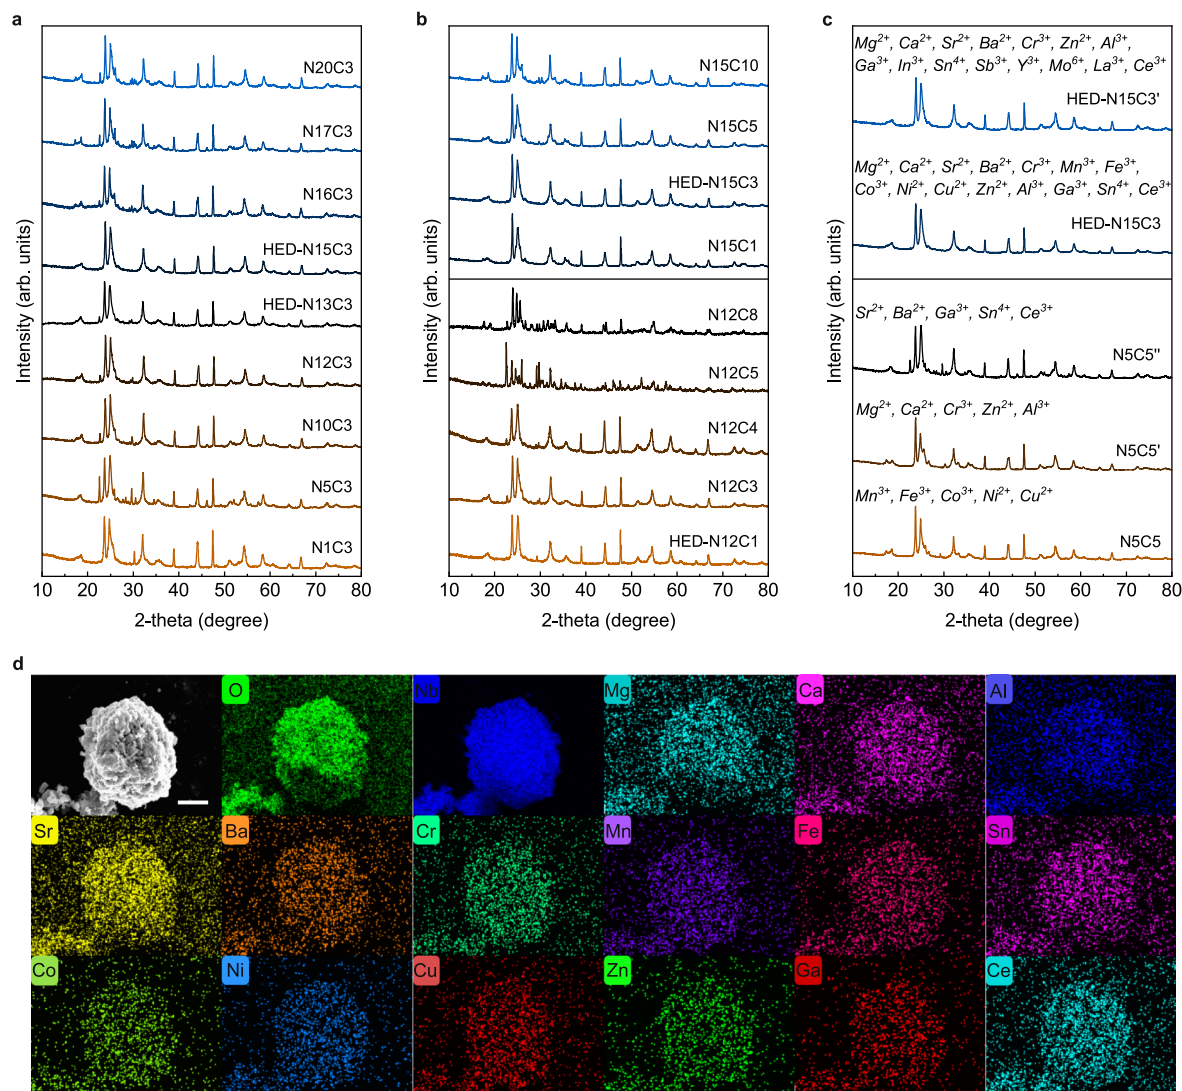 a
Intensity (arb. units)
N20C3
N17C3
N16C3
HED-N15C3
HED-N13C3
N12C3
N10C3
N5C3
N1C3
10 20 30 40 50 60 70 80
2-theta (degree)
b
Intensity (arb. units)
N15C10
N15C5
HED-N15C3
N15C1
N12C8
N12C5
N12C4
N12C3
HED-N12C1
10 20 30 40 50 60 70 80
2-theta (degree)
c
Intensity (arb. units)
Mg²⁺, Ca²⁺, Sr²⁺, Ba²⁺, Cr³⁺, Zn²⁺, Al³⁺,
Ga³⁺, In³⁺, Sn⁴⁺, Sb³⁺, Y³⁺, Mo⁶⁺, La³⁺, Ce³⁺
HED-N15C3'
Mg²⁺, Ca²⁺, Sr²⁺, Ba²⁺, Cr³⁺, Mn³⁺, Fe³⁺,
Co³⁺, Ni²⁺, Cu²⁺, Zn²⁺, Al³⁺, Ga³⁺, Sn⁴⁺, Ce³⁺
HED-N15C3
Sr²⁺, Ba²⁺, Ga³⁺, Sn⁴⁺, Ce³⁺
N5C5"
Mg²⁺, Ca²⁺, Cr³⁺, Zn²⁺, Al³⁺
N5C5'
Mn³⁺, Fe³⁺, Co³⁺, Ni²⁺, Cu²⁺
N5C5
10 20 30 40 50 60 70 80
2-theta (degree)
d
O Nb Mg Ca Al
Sr Ba Cr Mn Fe Sn
Co Ni Cu Zn Ga Ce